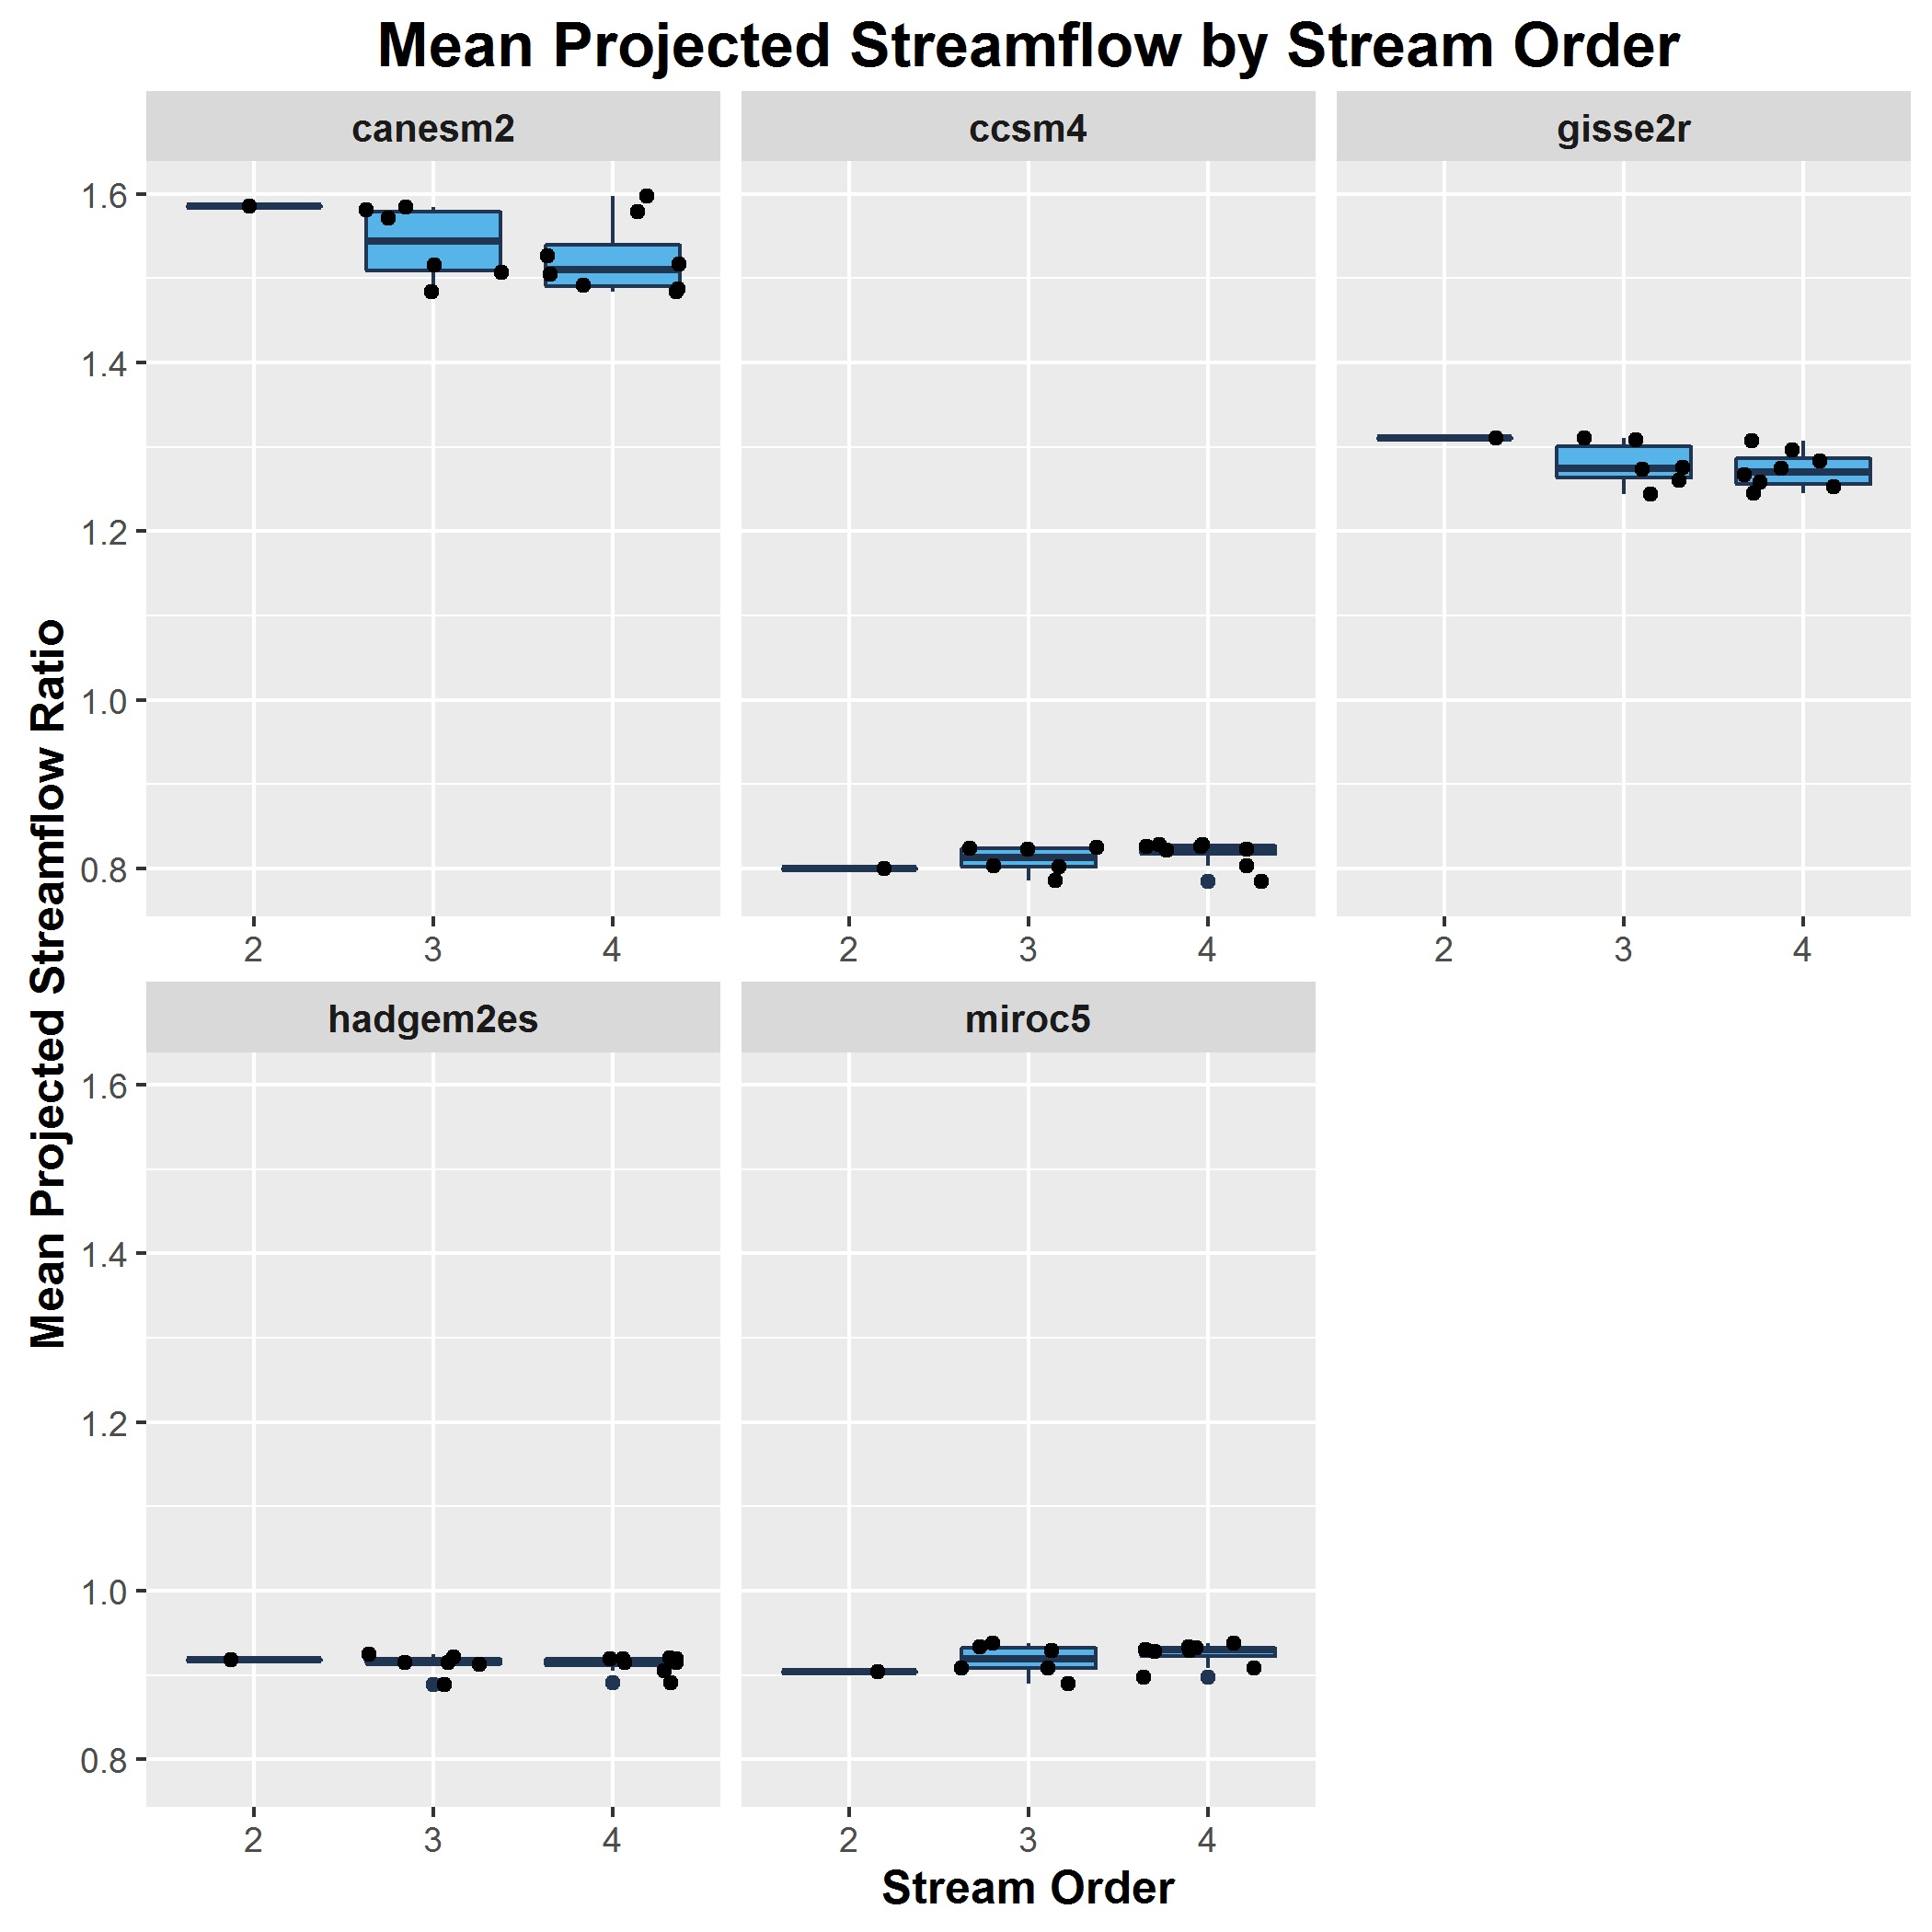 Mean Projected Streamflow by Stream Order
canesm2
ccsm4
gisse2r
1.6
1.4
1.2
1.0
0.8
2 3 4
2 3 4
2 3 4
Mean Projected Streamflow Ratio
hadgem2es
miroc5
1.6
1.4
1.2
1.0
0.8
2 3 4
2 3 4
Stream Order